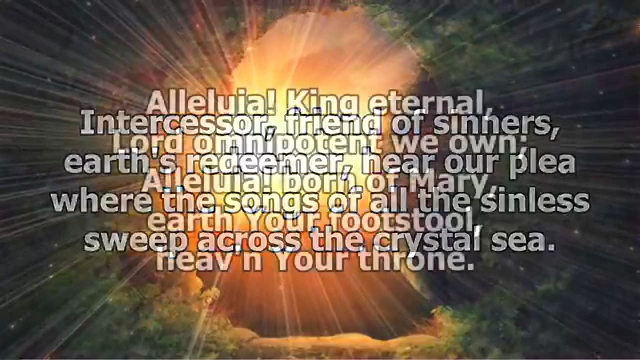 Alleluia! King eternal,
Intercessor, friend of sinners,
Lord omnipotent we own;
earth's redeemer, hear our plea
Alleluia! born of Mary,
where the songs of all the sinless
earth Your footstool,
sweep across the crystal sea.
heav'n Your throne.